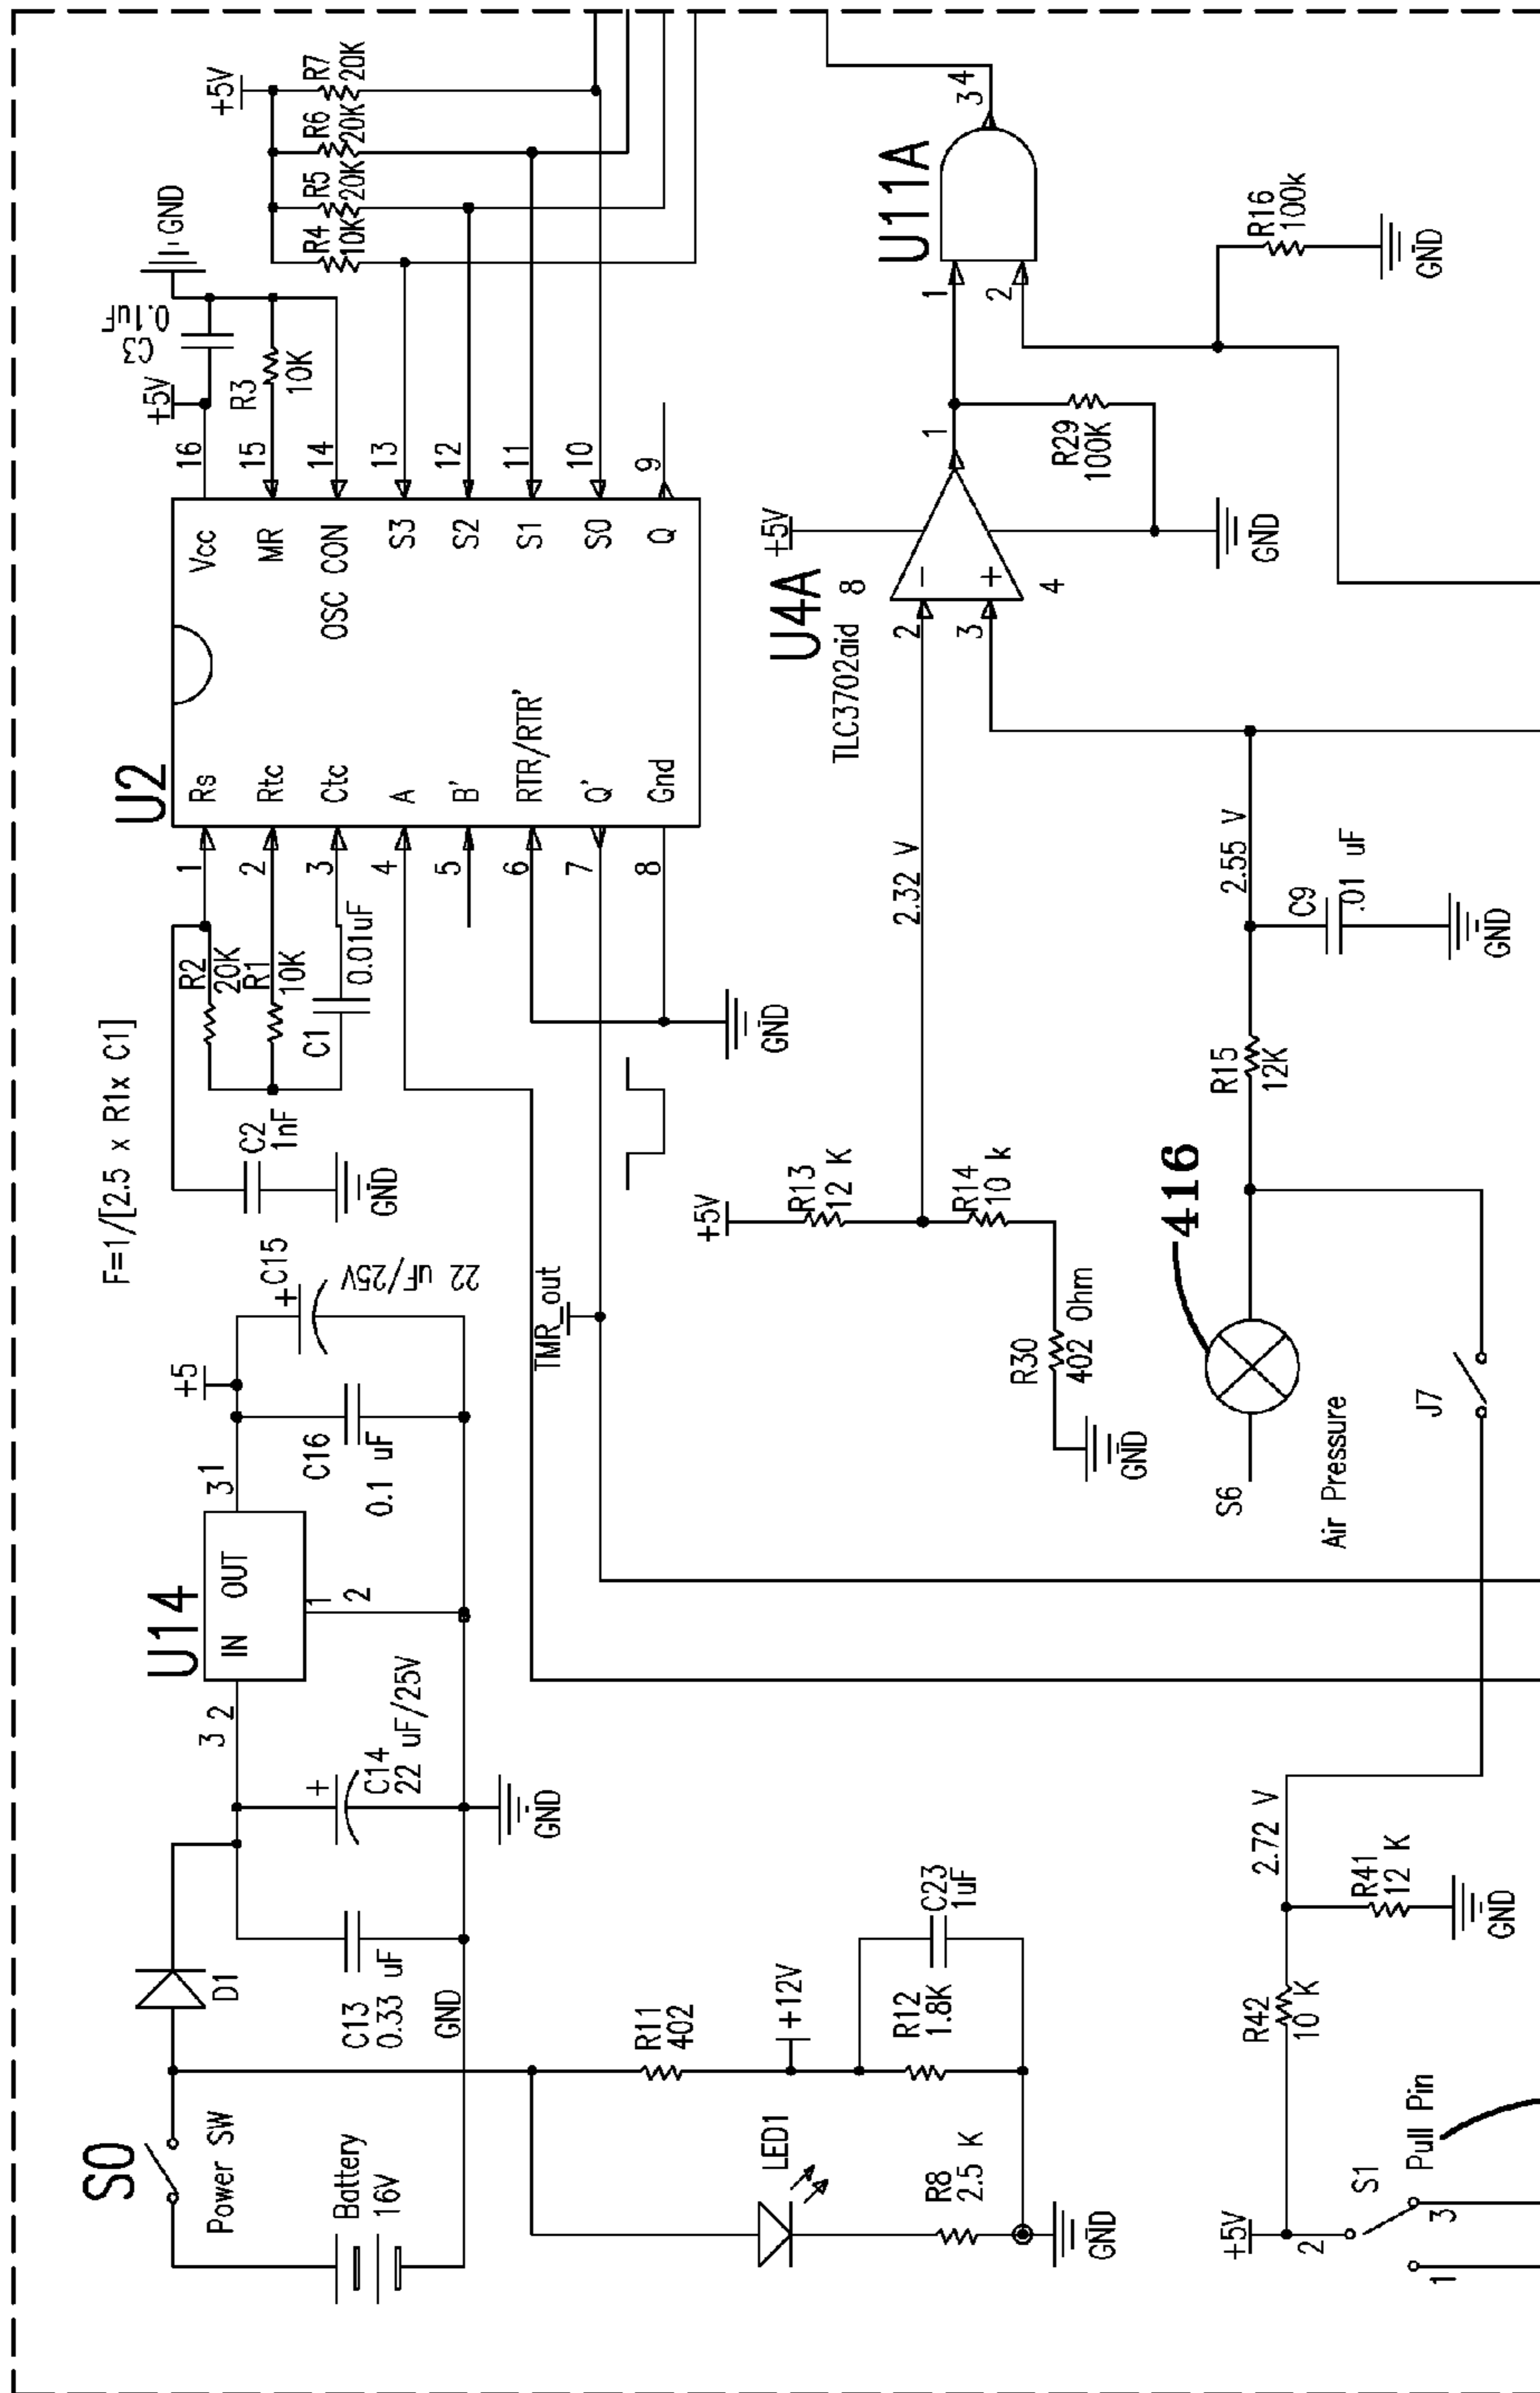 F=1/[2.5 x R1x C1]
S0
Power SW
Battery
16V
D1
C13
0.33 uF
GND
C14
22 uF/25V
+
GND
U14
IN
OUT
3
2
1
2
3
1
+5
C16
0.1 uF
+
C15
22 uF/25V
C2
1nF
GND
R2
20K
R1
10K
C1
0.01uF
GND
U2
1
2
3
4
5
6
7
8
Rs
Rtc
Ctc
A
B'
RTR/RTR'
Q'
Gnd
Vcc
MR
OSC CON
S3
S2
S1
S0
Q
16
15
14
13
12
11
10
9
+5V
C3
0.1uF
GND
R3
10K
+5V
R4
10K
R5
20K
R6
20K
R7
20K
TMR_out
R11
402
+12V
LED1
R12
1.8K
C23
1uF
R8
2.5 K
GND
+5V
R13
12 K
R14
10 k
R30
402 Ohm
GND
2.32 V
U4A
TLC3702aid
8
+5V
2
3
-
+
4
1
GND
R29
100K
U11A
1
2
3
4
R16
100k
GND
416
S6
Air Pressure
R15
12K
2.55 V
C9
.01 uF
GND
J7
2.72 V
R41
12 K
GND
R42
10 K
+5V
2
S1
Pull Pin
1
3